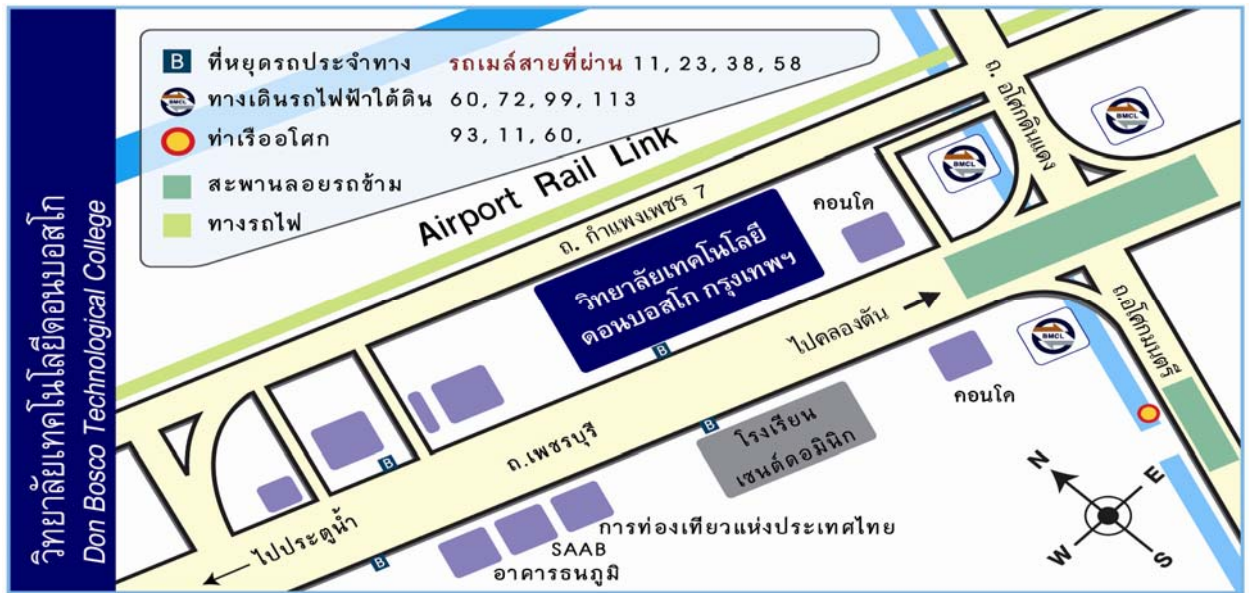 วิทยาลัยเทคโนโลยีดอนบอสโก
Don Bosco Technological College
B ที่หยุดรถประจำทาง รถเมล์สายที่ผ่าน 11, 23, 38, 58
BMCL ทางเดินรถไฟฟ้าใต้ดิน 60, 72, 99, 113
ท่าเรืออโศก 93, 11, 60,
สะพานลอยรถข้าม
ทางรถไฟ
Airport Rail Link
ถ. กำแพงเพชร 7
ถ. อโศกดินแดง
BMCL
BMCL
คอนโด
วิทยาลัยเทคโนโลยี
ดอนบอสโก กรุงเทพฯ
B
ไปคลองตัน
ถ.อโศกมนตรี
BMCL
คอนโด
B
โรงเรียน
เซนต์ดอมินิก
ถ.เพชรบุรี
B
ไปประตูน้ำ
B
การท่องเที่ยวแห่งประเทศไทย
SAAB
อาคารธนภูมิ
N
E
W
S